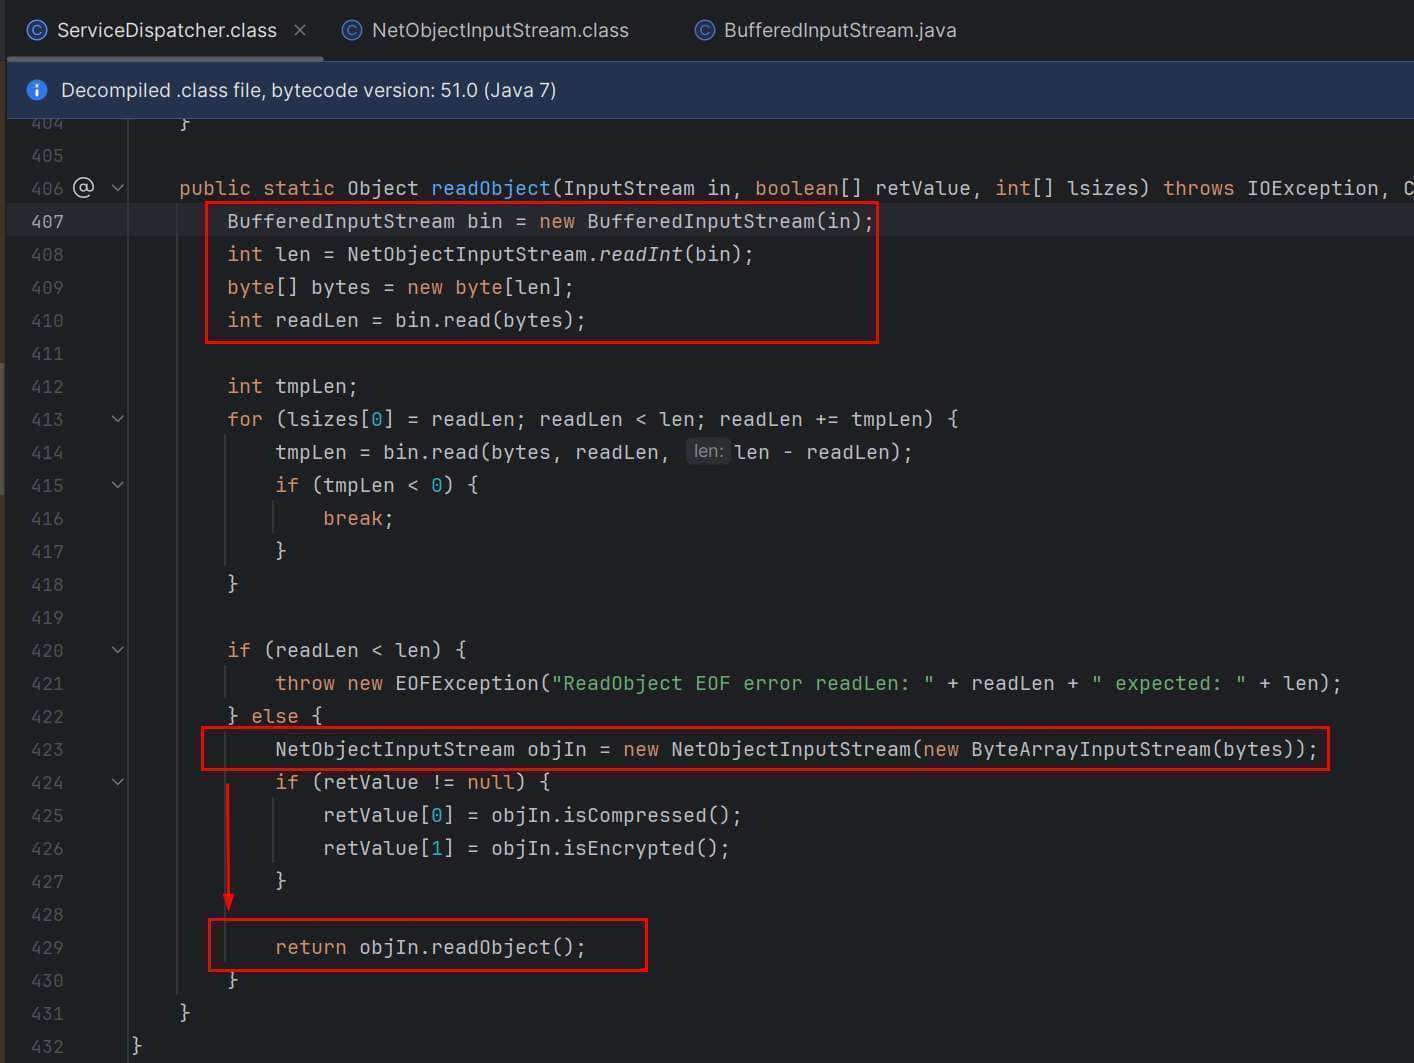 ServiceDispatcher.class × NetObjectInputStream.class BufferedInputStream.java
Decompiled .class file, bytecode version: 51.0 (Java 7)
404 }
405
406 @ public static Object readObject(InputStream in, boolean[] retValue, int[] lsizes) throws IOException, C
407 BufferedInputStream bin = new BufferedInputStream(in);
408 int len = NetObjectInputStream.readInt(bin);
409 byte[] bytes = new byte[len];
410 int readLen = bin.read(bytes);
411
412 int tmpLen;
413 for (lsizes[0] = readLen; readLen < len; readLen += tmpLen) {
414 tmpLen = bin.read(bytes, readLen, len: len - readLen);
415 if (tmpLen < 0) {
416 break;
417 }
418 }
419
420 if (readLen < len) {
421 throw new EOFException("ReadObject EOF error readLen: " + readLen + " expected: " + len);
422 } else {
423 NetObjectInputStream objIn = new NetObjectInputStream(new ByteArrayInputStream(bytes));
424 if (retValue != null) {
425 retValue[0] = objIn.isCompressed();
426 retValue[1] = objIn.isEncrypted();
427 }
428
429 return objIn.readObject();
430 }
431 }
432 }